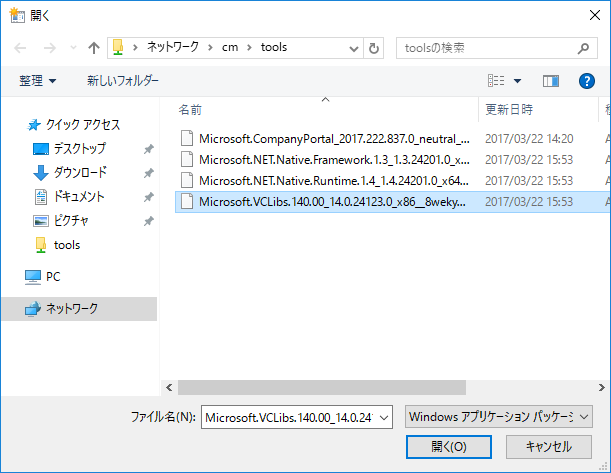 開く
ネットワーク › cm › tools
toolsの検索
整理
新しいフォルダー
?
名前
更新日時
Microsoft.CompanyPortal_2017.222.837.0_neutral_...
2017/03/22 14:20
Microsoft.NET.Native.Framework.1.3_1.3.24201.0_x...
2017/03/22 15:53
Microsoft.NET.Native.Runtime.1.4_1.4.24201.0_x64...
2017/03/22 15:53
Microsoft.VCLibs.140.00_14.0.24123.0_x86__8weky...
2017/03/22 15:53
クイック アクセス
デスクトップ
ダウンロード
ドキュメント
ピクチャ
tools
PC
ネットワーク
ファイル名(N):
Microsoft.VCLibs.140.00_14.0.241
Windows アプリケーション パッケージ
開く(O)
キャンセル